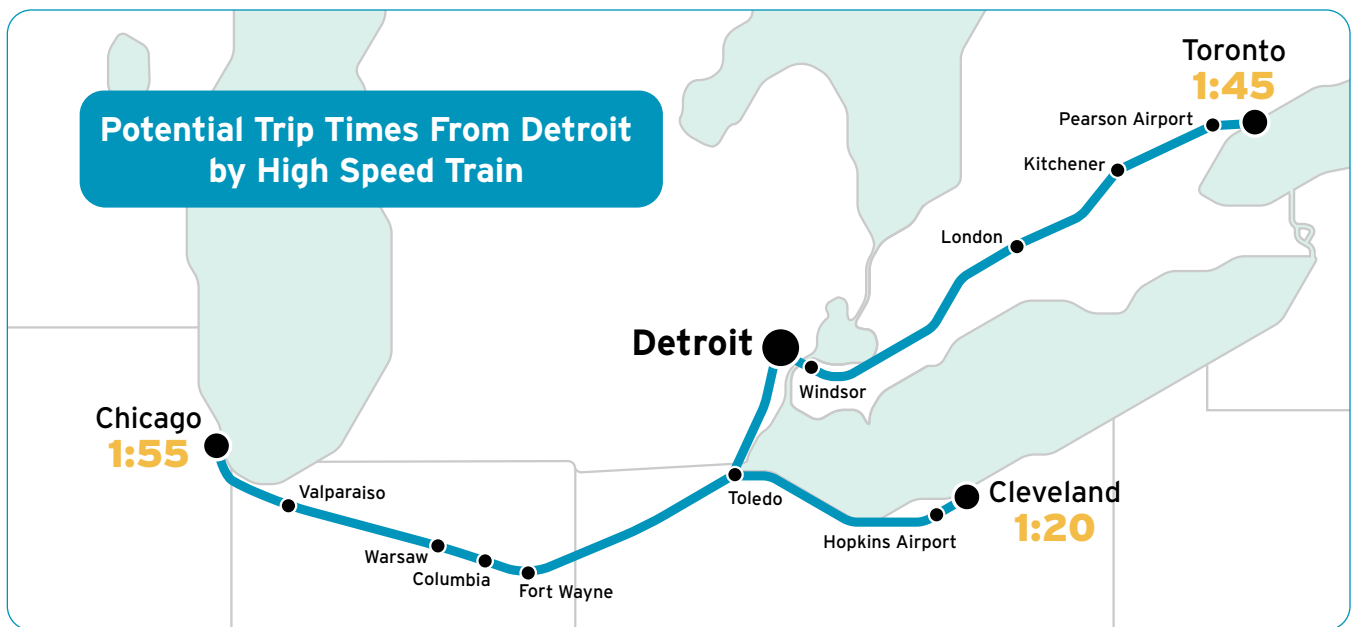 Potential Trip Times From Detroit
by High Speed Train
Toronto
1:45
Pearson Airport
Kitchener
London
Detroit
Windsor
Chicago
1:55
Valparaiso
Warsaw
Columbia
Fort Wayne
Toledo
Cleveland
1:20
Hopkins Airport